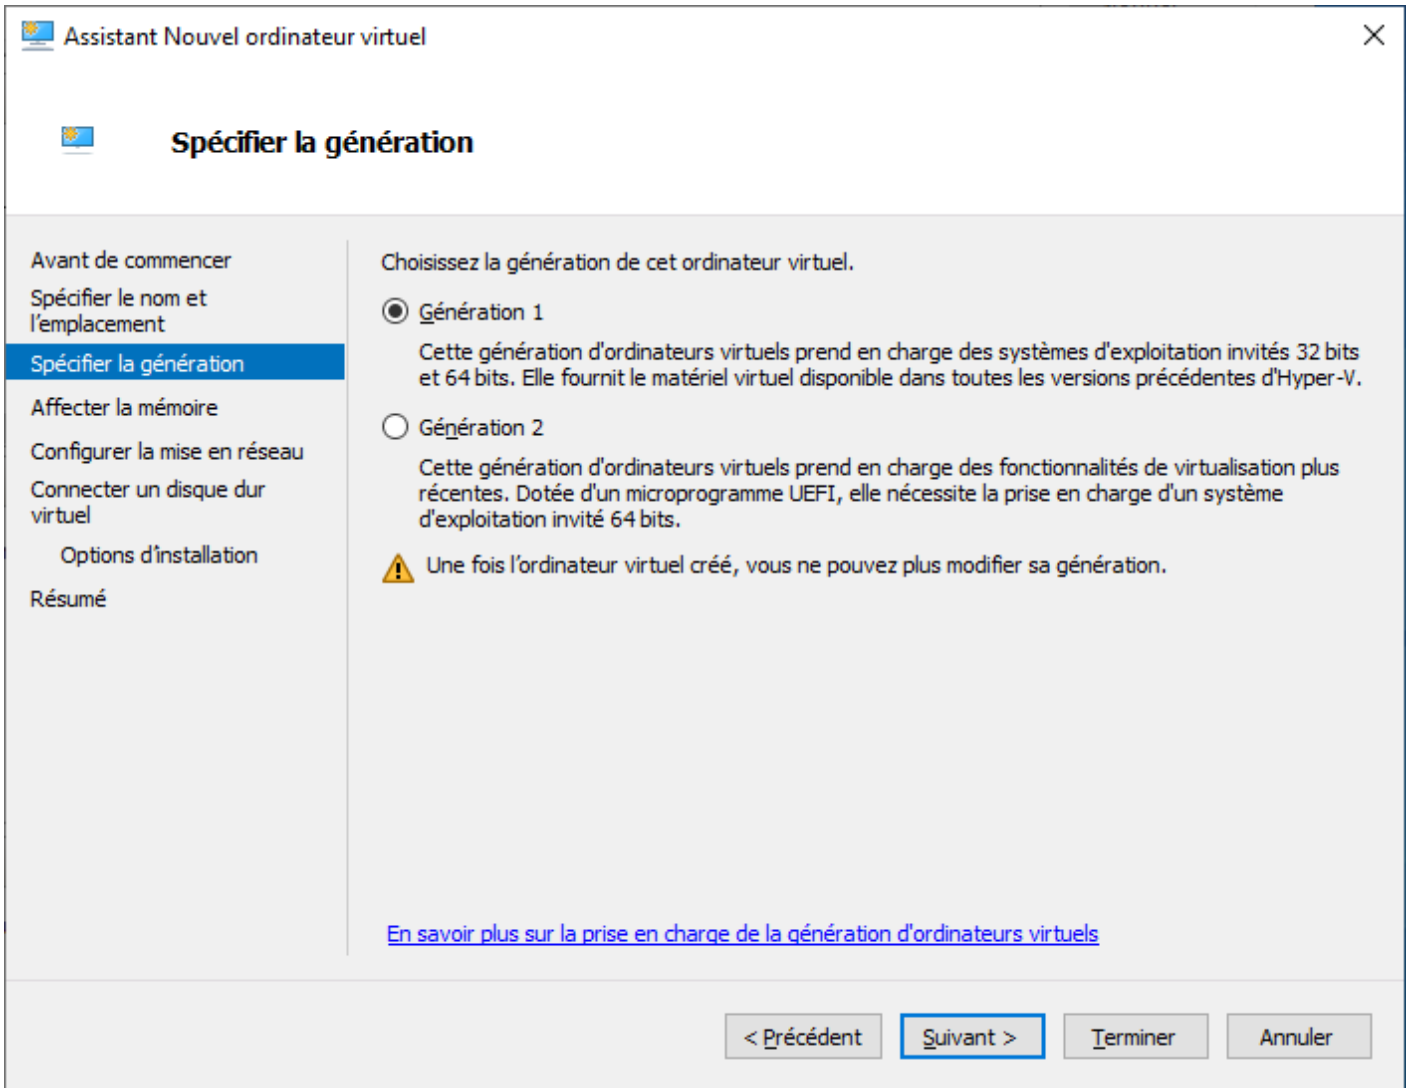 Assistant Nouvel ordinateur virtuel
Spécifier la génération
Avant de commencer
Spécifier le nom et
l’emplacement
Spécifier la génération
Affecter la mémoire
Configurer la mise en réseau
Connecter un disque dur
virtuel
Options d’installation
Résumé
Choisissez la génération de cet ordinateur virtuel.
Génération 1
Cette génération d'ordinateurs virtuels prend en charge des systèmes d'exploitation invités 32 bits
et 64 bits. Elle fournit le matériel virtuel disponible dans toutes les versions précédentes d'Hyper-V.
Génération 2
Cette génération d'ordinateurs virtuels prend en charge des fonctionnalités de virtualisation plus
récentes. Dotée d'un microprogramme UEFI, elle nécessite la prise en charge d'un système
d'exploitation invité 64 bits.
Une fois l’ordinateur virtuel créé, vous ne pouvez plus modifier sa génération.
En savoir plus sur la prise en charge de la génération d'ordinateurs virtuels
< Précédent
Suivant >
Terminer
Annuler